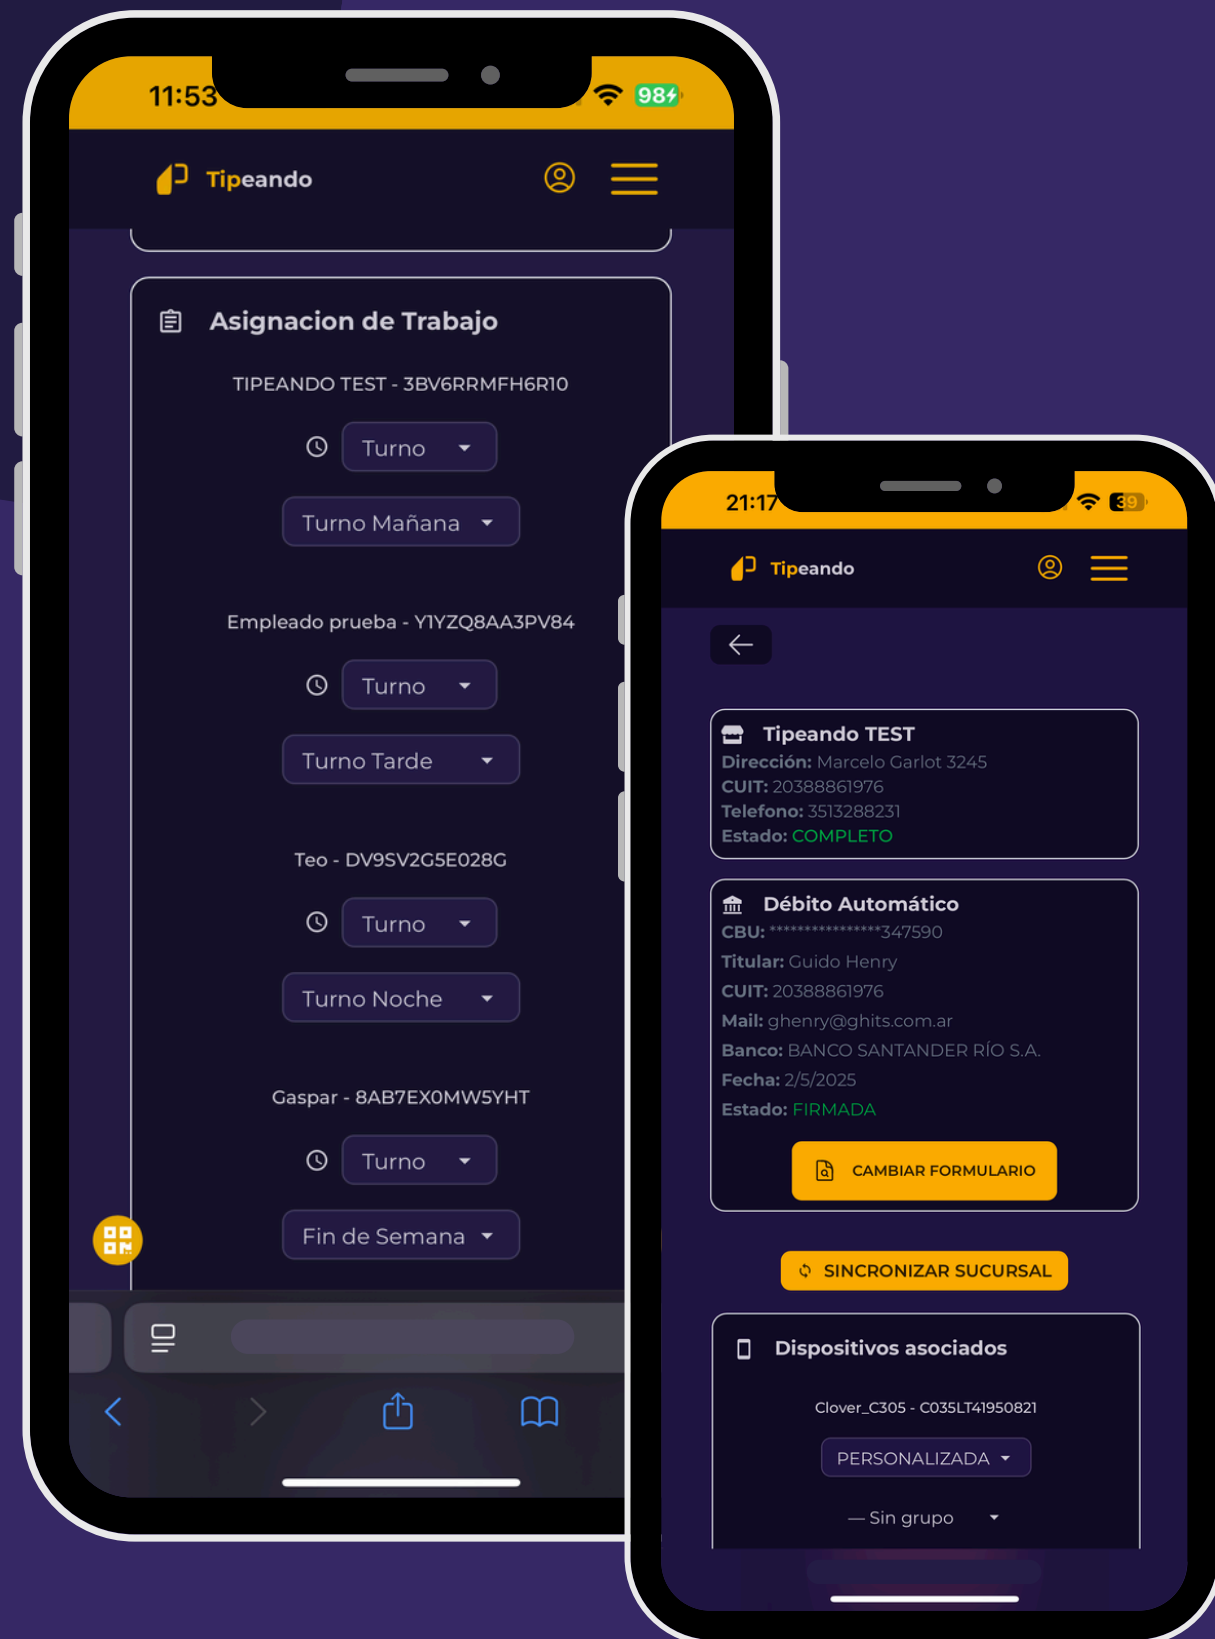 11:53
98
Tipeando
Asignacion de Trabajo
TIPEANDO TEST - 3BV6RRMFH6R10
Turno
Turno Mañana
Empleado prueba - Y1YZQ8AA3PV84
Turno
Turno Tarde
Teo - DV9SV2G5E028G
Turno
Turno Noche
Gaspar - 8AB7EX0MW5YHT
Turno
Fin de Semana
21:17
39
Tipeando
Tipeando TEST
Dirección: Marcelo Garlot 3245
CUIT: 20388861976
Telefono: 3513288231
Estado: COMPLETO
Débito Automático
CBU: ****************347590
Titular: Guido Henry
CUIT: 20388861976
Mail: ghenry@ghits.com.ar
Banco: BANCO SANTANDER RÍO S.A.
Fecha: 2/5/2025
Estado: FIRMADA
CAMBIAR FORMULARIO
SINCRONIZAR SUCURSAL
Dispositivos asociados
Clover_C305 - C035LT41950821
PERSONALIZADA
— Sin grupo